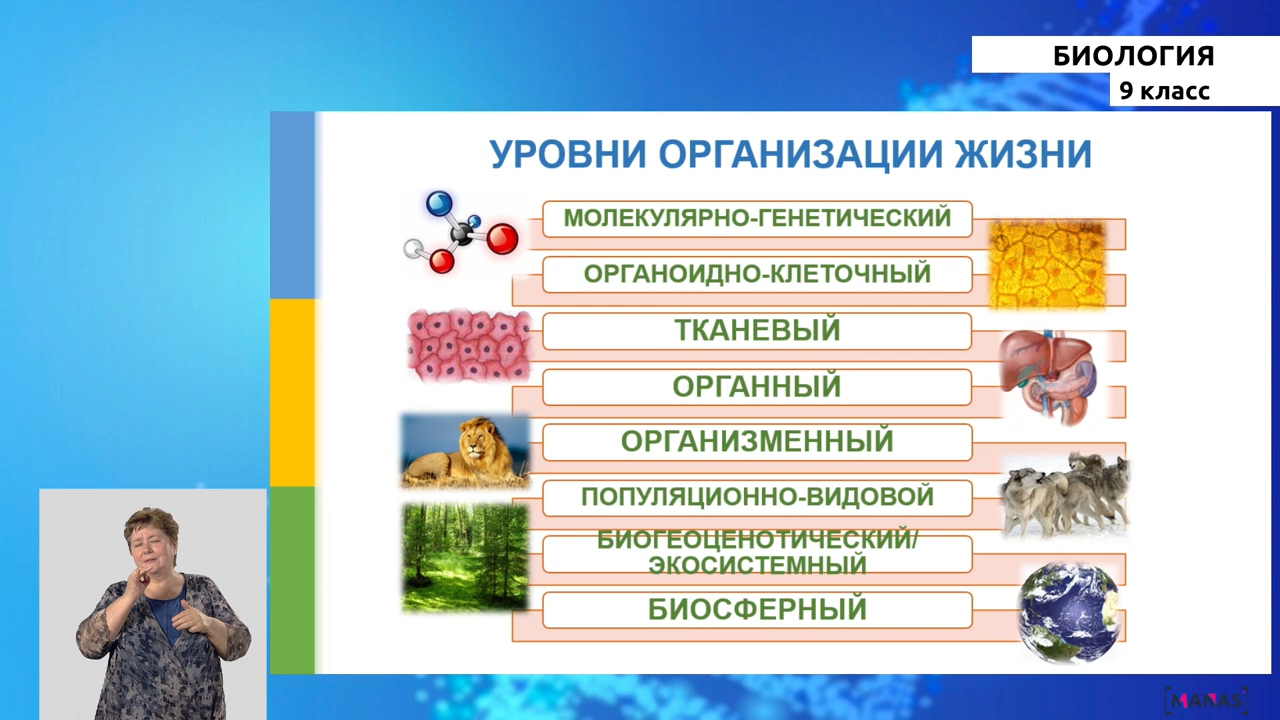 БИОЛОГИЯ
9 класс
УРОВНИ ОРГАНИЗАЦИИ ЖИЗНИ
МОЛЕКУЛЯРНО-ГЕНЕТИЧЕСКИЙ
ОРГАНОИДНО-КЛЕТОЧНЫЙ
ТКАНЕВЫЙ
ОРГАННЫЙ
ОРГАНИЗМЕННЫЙ
ПОПУЛЯЦИОННО-ВИДОВОЙ
БИОГЕОЦЕНОТИЧЕСКИЙ/
ЭКОСИСТЕМНЫЙ
БИОСФЕРНЫЙ
[MANAS]